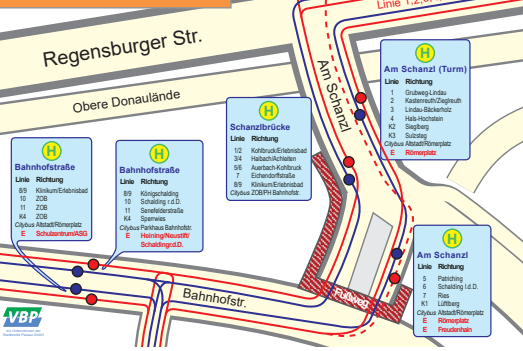 Linie 1,2,3,
Regensburger Str.
Obere Donaulände
Am Schanzl
H
Am Schanzl (Turm)
Linie Richtung
1 Grubweg-Lindau
2 Kastenreuth/Zieglreuth
3 Lindau-Bäckerholz
4 Hals-Hochstein
K2 Sieglberg
K3 Sulzsteg
Citybus Altstadt/Römerplatz
E Römerplatz
H
Schanzlbrücke
Linie Richtung
1/2 Kohlbruck/Erlebnisbad
3/4 Haibach/Achleiten
5/6 Auerbach-Kohlbruck
7 Eichendorffstraße
8/9 Klinikum/Erlebnisbad
Citybus ZOB/PH Bahnhofstr.
H
Bahnhofstraße
Linie Richtung
8/9 Klinikum/Erlebnisbad
10 ZOB
11 ZOB
K4 ZOB
Citybus Altstadt/Römerplatz
E Schulzentrum/ASG
H
Bahnhofstraße
Linie Richtung
8/9 Königschalding
10 Schalding r.d.D.
11 Senefelderstraße
K4 Sperrwies
Citybus Parkhaus Bahnhofstr.
E Heining/Neustift/
Schalding r.d.D.
H
Am Schanzl
Linie Richtung
5 Patriching
6 Schalding l.d.D.
7 Ries
K1 Lüftlberg
Citybus Altstadt/Römerplatz
E Römerplatz
E Freudenhain
Fußweg
Bahnhofstr.
VBP